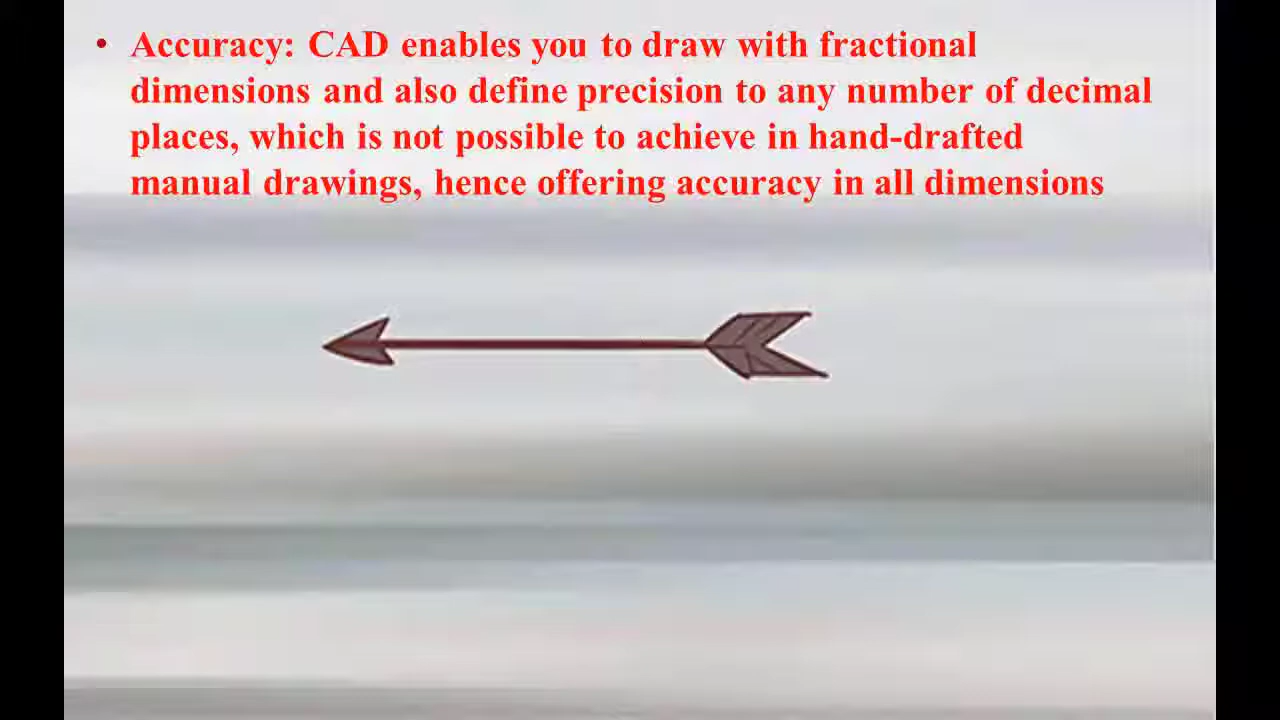 • Accuracy: CAD enables you to draw with fractional
dimensions and also define precision to any number of decimal
places, which is not possible to achieve in hand-drafted
manual drawings, hence offering accuracy in all dimensions